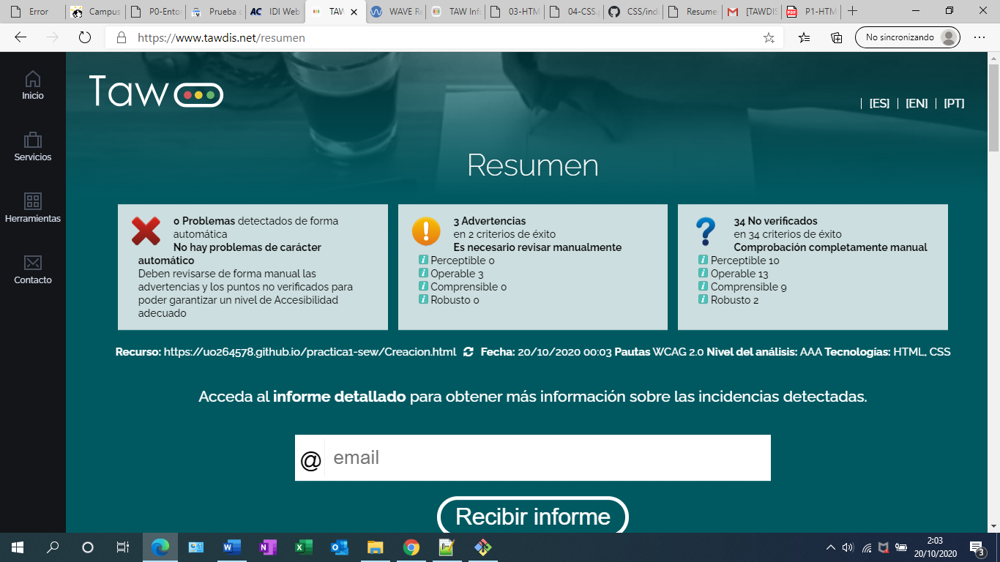 Error
Campus
P0-Ento
Prueba d
IDI Web
TAW
WAVE Re
TAW Info
03-HTM
04-CSS.p
CSS/inde
Resume
[TAWDIS
P1-HTM
https://www.tawdis.net/resumen
No sincronizando
Inicio
Servicios
Herramientas
Contacto
Taw
[ES] | [EN] | [PT]
Resumen
0 Problemas detectados de forma
automática
No hay problemas de carácter
automático
Deben revisarse de forma manual las
advertencias y los puntos no verificados para
poder garantizar un nivel de Accesibilidad
adecuado
3 Advertencias
en 2 criterios de éxito
Es necesario revisar manualmente
Perceptible 0
Operable 3
Comprensible 0
Robusto 0
34 No verificados
en 34 criterios de éxito
Comprobación completamente manual
Perceptible 10
Operable 13
Comprensible 9
Robusto 2
Recurso: https://uo264578.github.io/practica1-sew/Creacion.html Fecha: 20/10/2020 00:03 Pautas WCAG 2.0 Nivel del análisis: AAA Tecnologías: HTML, CSS
Acceda al informe detallado para obtener más información sobre las incidencias detectadas.
@ email
Recibir informe
2:03
20/10/2020
3